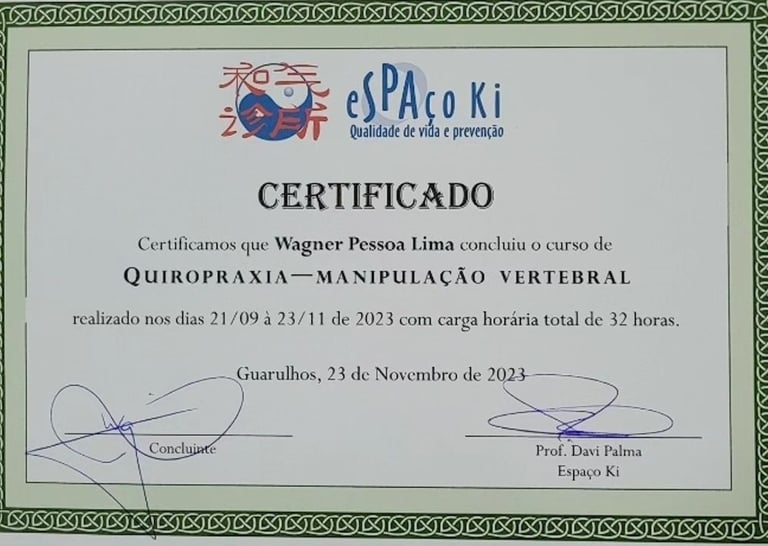 和気
診所
eSPAço Ki
Qualidade de vida e prevenção
CERTIFICADO
Certificamos que Wagner Pessoa Lima concluiu o curso de
QUIROPRAXIA—MANIPULAÇÃO VERTEBRAL
realizado nos dias 21/09 à 23/11 de 2023 com carga horária total de 32 horas.
Guarulhos, 23 de Novembro de 2023
Concluinte
Prof. Davi Palma
Espaço Ki